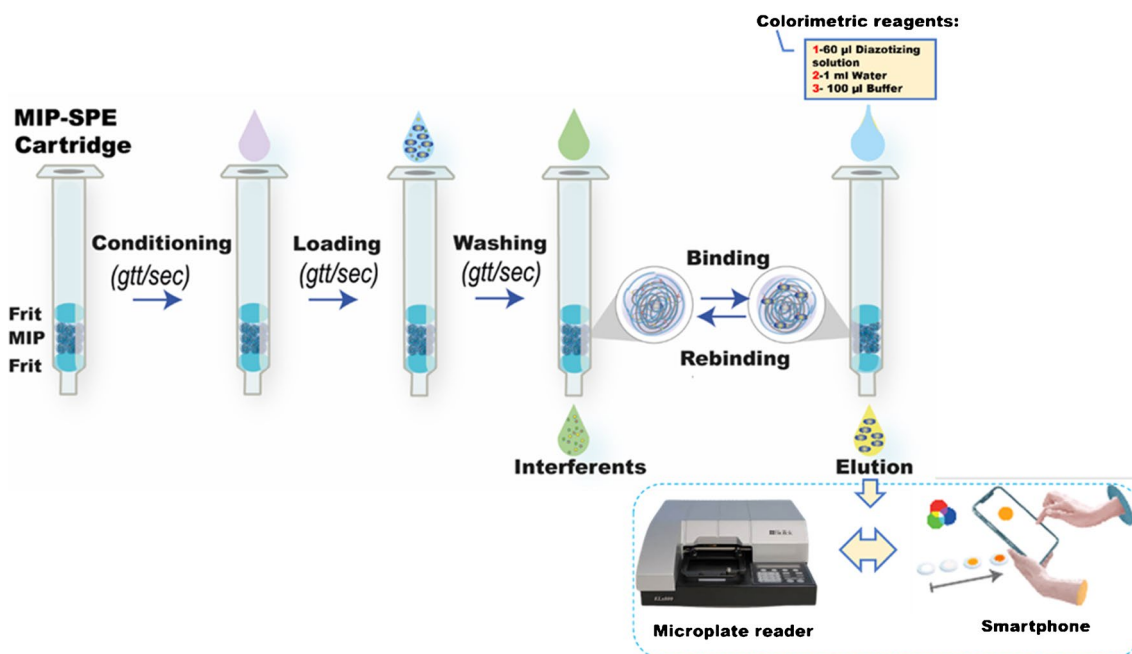 Colorimetric reagents:
1-60 µl Diazotizing
solution
2-1 ml Water
3- 100 µl Buffer
MIP-SPE
Cartridge
Conditioning
(gtt/sec)
Loading
(gtt/sec)
Washing
(gtt/sec)
Binding
Rebinding
Frit
MIP
Frit
Interferents
Elution
Microplate reader
Smartphone